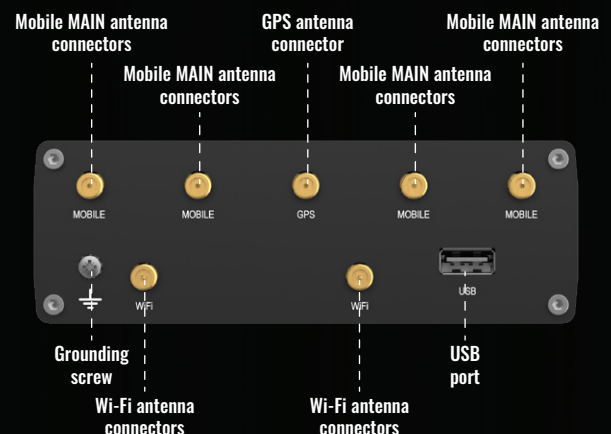 Mobile MAIN antenna
connectors
GPS antenna
connector
Mobile MAIN antenna
connectors
Mobile MAIN antenna
connectors
Mobile MAIN antenna
connectors
MOBILE
MOBILE
GPS
MOBILE
MOBILE
WiFi
WiFi
USB
Grounding
screw
USB
port
Wi-Fi antenna
connectors
Wi-Fi antenna
connectors